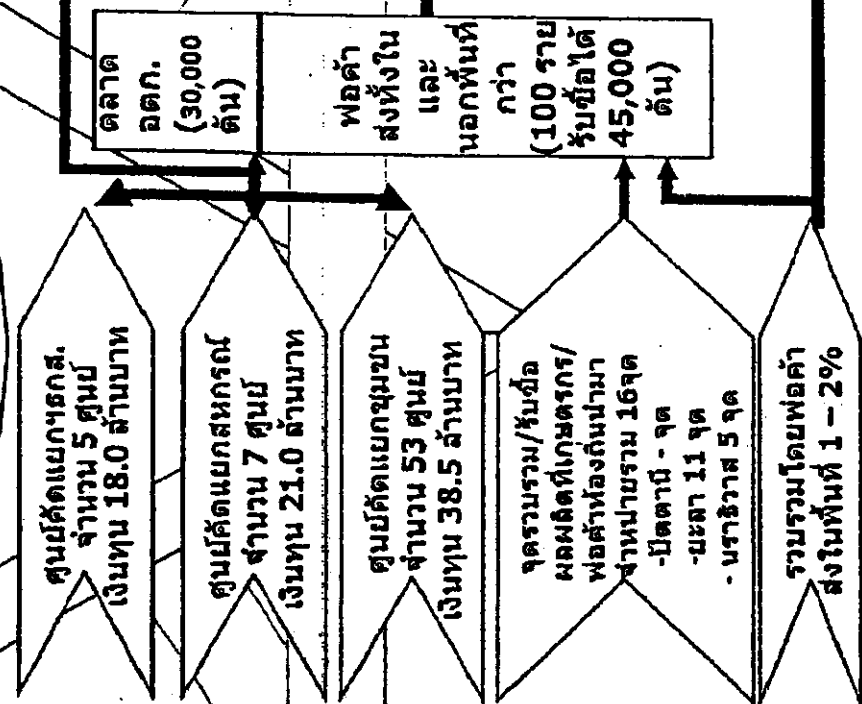 ศูนย์คัดแยกฯธกส.
จำนวน 5 ศูนย์
เงินทุน 18.0 ล้านบาท
ศูนย์คัดแยกสหกรณ์
จำนวน 7 ศูนย์
เงินทุน 21.0 ล้านบาท
ศูนย์คัดแยกชุมชน
จำนวน 53 ศูนย์
เงินทุน 38.5 ล้านบาท
จุดรวบรวม/รับซื้อ
ผลผลิตที่เกษตรกร/
พ่อค้าท้องถิ่นนำมา
จำหน่ายรวม 16จุด
-ปัตตานี - จุด
-ยะลา 11 จุด
- นราธิวาส 5 จุด
รวบรวมโดยพ่อค้า
ส่งในพื้นที่ 1 – 2%
ตลาด
อตก.
(30,000
ตัน)
พ่อค้า
ส่งทั้งใน
และ
นอกพื้นที่
กว่า
(100 ราย
รับซื้อได้
45,000
ตัน)